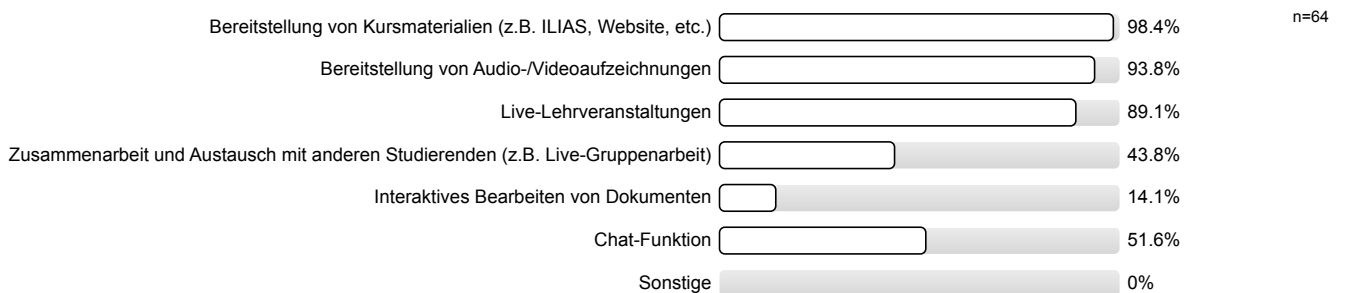 Bereitstellung von Kursmaterialien (z.B. ILIAS, Website, etc.) 98.4% n=64
Bereitstellung von Audio-/Videoaufzeichnungen 93.8%
Live-Lehrveranstaltungen 89.1%
Zusammenarbeit und Austausch mit anderen Studierenden (z.B. Live-Gruppenarbeit) 43.8%
Interaktives Bearbeiten von Dokumenten 14.1%
Chat-Funktion 51.6%
Sonstige 0%